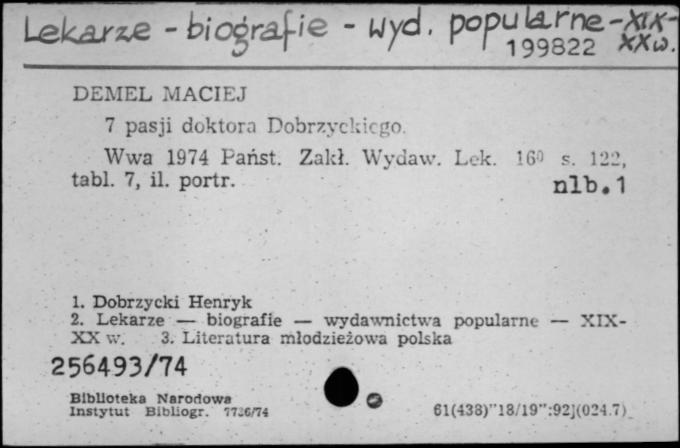 Lekarze - biografie - wyd. popularne - XIX-
199822 XXw.
DEMEL MACIEJ
7 pasji doktora Dobrzyckiego.
Wwa 1974 Państ. Zakł. Wydaw. Lek. 16⁰ s. 122,
tabl. 7, il. portr. nlb.1
1. Dobrzycki Henryk
2. Lekarze — biografie — wydawnictwa popularne — XIX-
XX w. 3. Literatura młodzieżowa polska
256493/74
Biblioteka Narodowa
Instytut Bibliogr. 7726/74 61(438)"18/19":92](024.7)